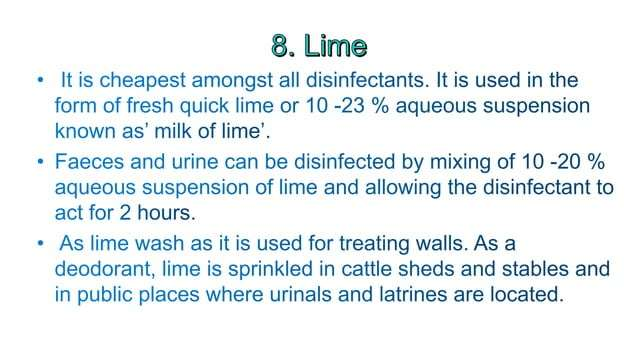 8. Lime
• It is cheapest amongst all disinfectants. It is used in the
form of fresh quick lime or 10 -23 % aqueous suspension
known as’ milk of lime’.
• Faeces and urine can be disinfected by mixing of 10 -20 %
aqueous suspension of lime and allowing the disinfectant to
act for 2 hours.
• As lime wash as it is used for treating walls. As a
deodorant, lime is sprinkled in cattle sheds and stables and
in public places where urinals and latrines are located.